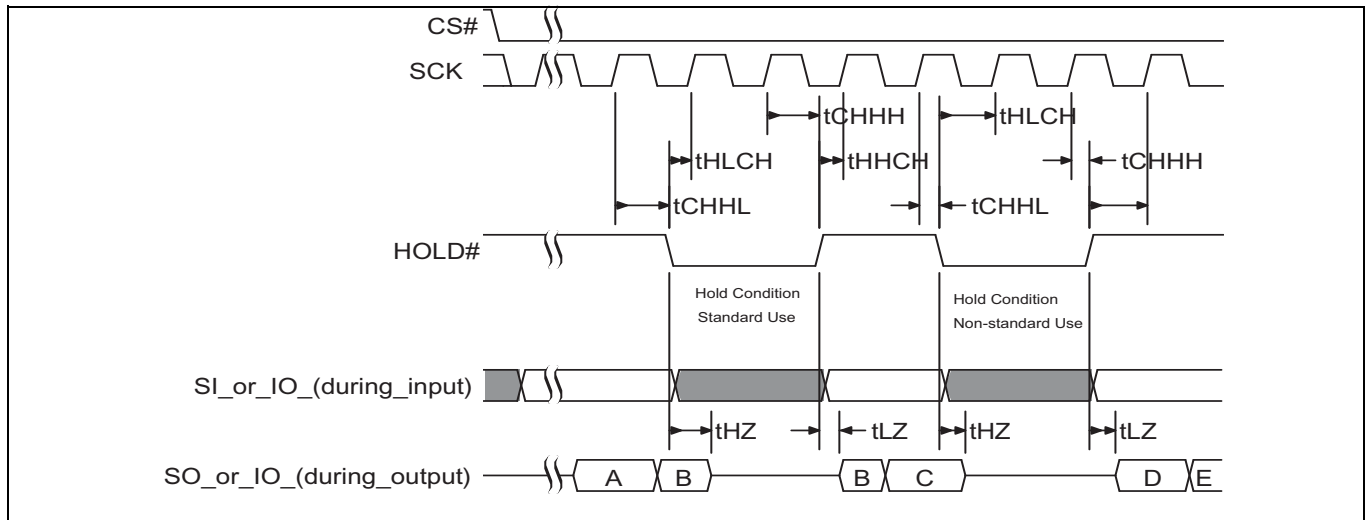 CS#
SCK
tCHHH
tHLCH
tHLCH
tHHCH
tCHHH
tCHHL
tCHHL
HOLD#
Hold Condition
Standard Use
Hold Condition
Non-standard Use
SI_or_IO_(during_input)
tHZ
tLZ
tHZ
tLZ
SO_or_IO_(during_output)
A
B
B
C
D
E